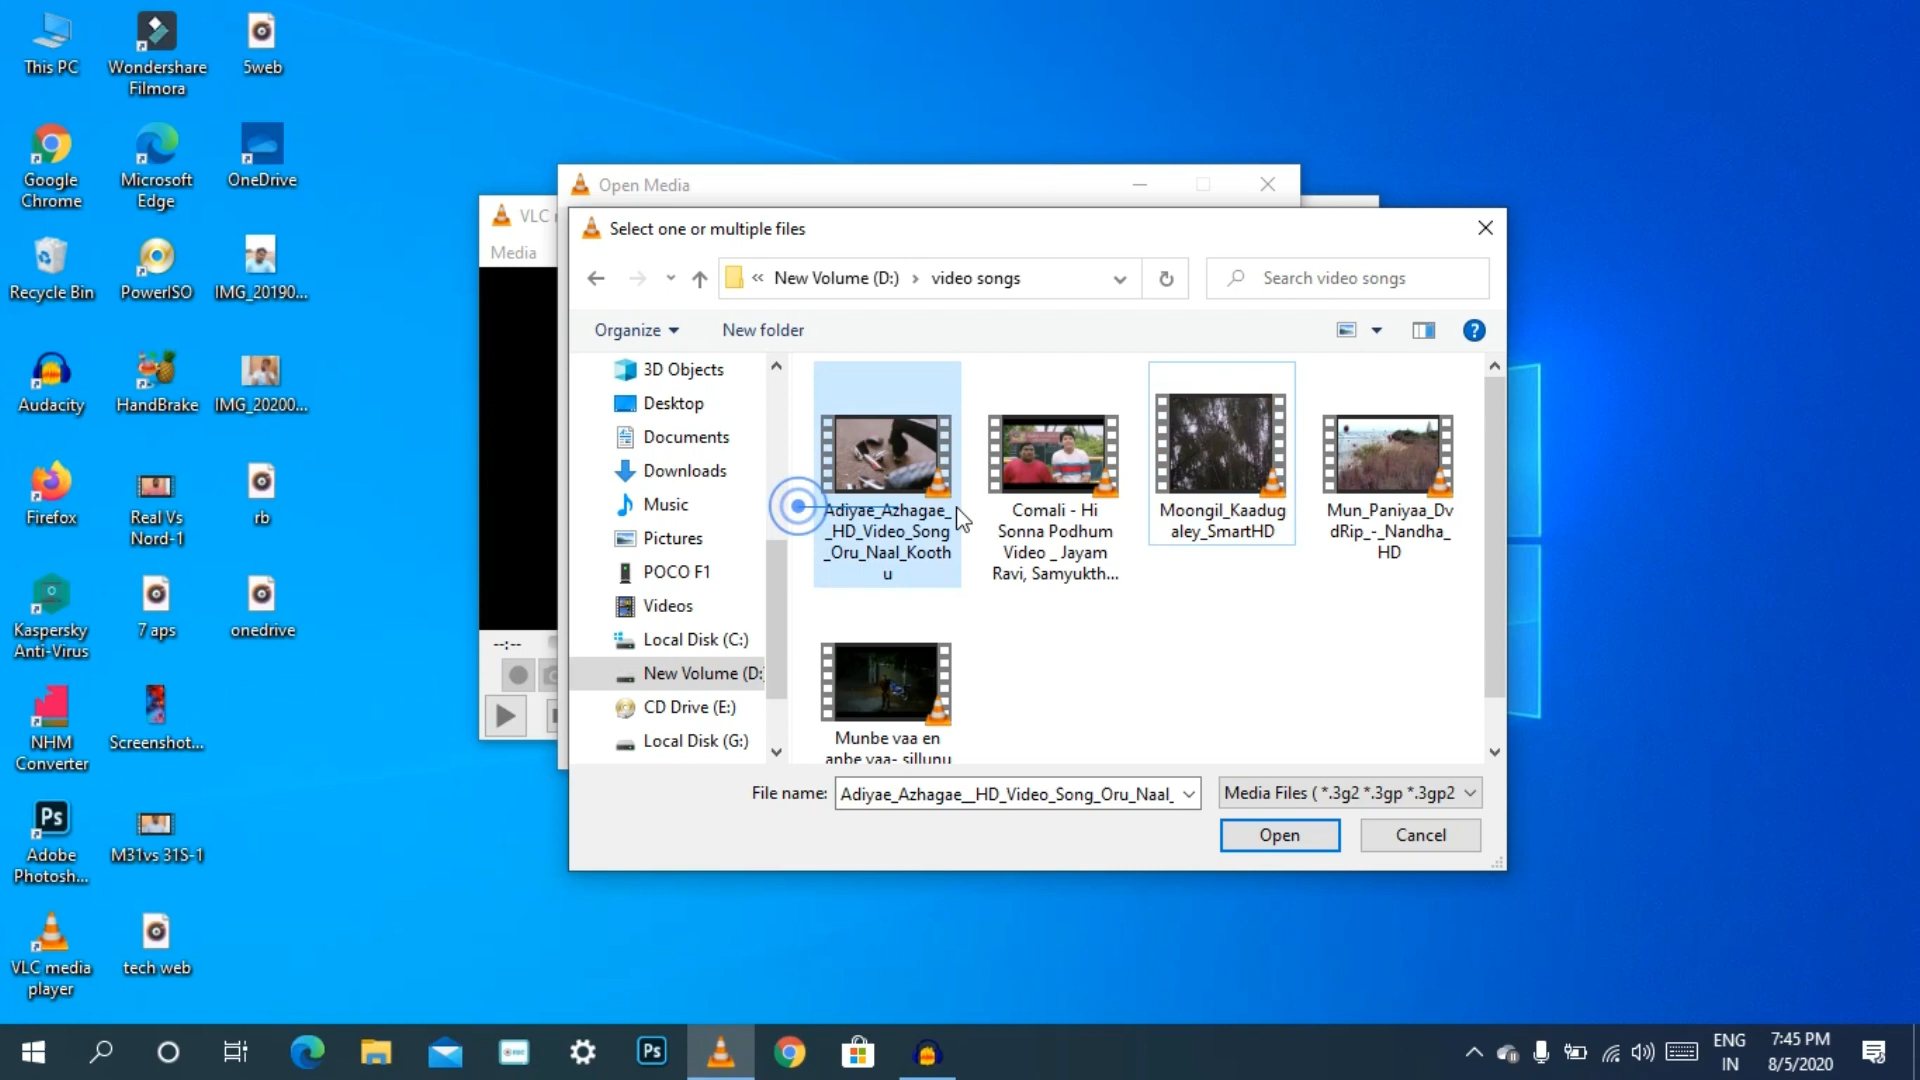 This PC
Wondershare
Filmora
5web
Google
Chrome
Microsoft
Edge
OneDrive
Recycle Bin
PowerISO
IMG_20190...
Audacity
HandBrake
IMG_20200...
Firefox
Real Vs
Nord-1
rb
Kaspersky
Anti-Virus
7 aps
onedrive
NHM
Converter
Screenshot...
Ps
Adobe
Photosh...
M31vs 31S-1
VLC media
player
tech web
Open Media
VLC
Media
--:--
Select one or multiple files
« New Volume (D:) › video songs
Search video songs
Organize
New folder
?
3D Objects
Desktop
Documents
Downloads
Music
Pictures
POCO F1
Videos
Local Disk (C:)
New Volume (D:
CD Drive (E:)
Local Disk (G:)
Adiyae_Azhagae_
_HD_Video_Song
_Oru_Naal_Kooth
u
Comali - Hi
Sonna Podhum
Video _ Jayam
Ravi, Samyukth...
Moongil_Kaadug
aley_SmartHD
Mun_Paniyaa_Dv
dRip_-_Nandha_
HD
Munbe vaa en
anbe vaa- sillunu
File name:
Adiyae_Azhagae__HD_Video_Song_Oru_Naal_
Media Files ( *.3g2 *.3gp *.3gp2
Open
Cancel
Ps
ENG
IN
7:45 PM
8/5/2020